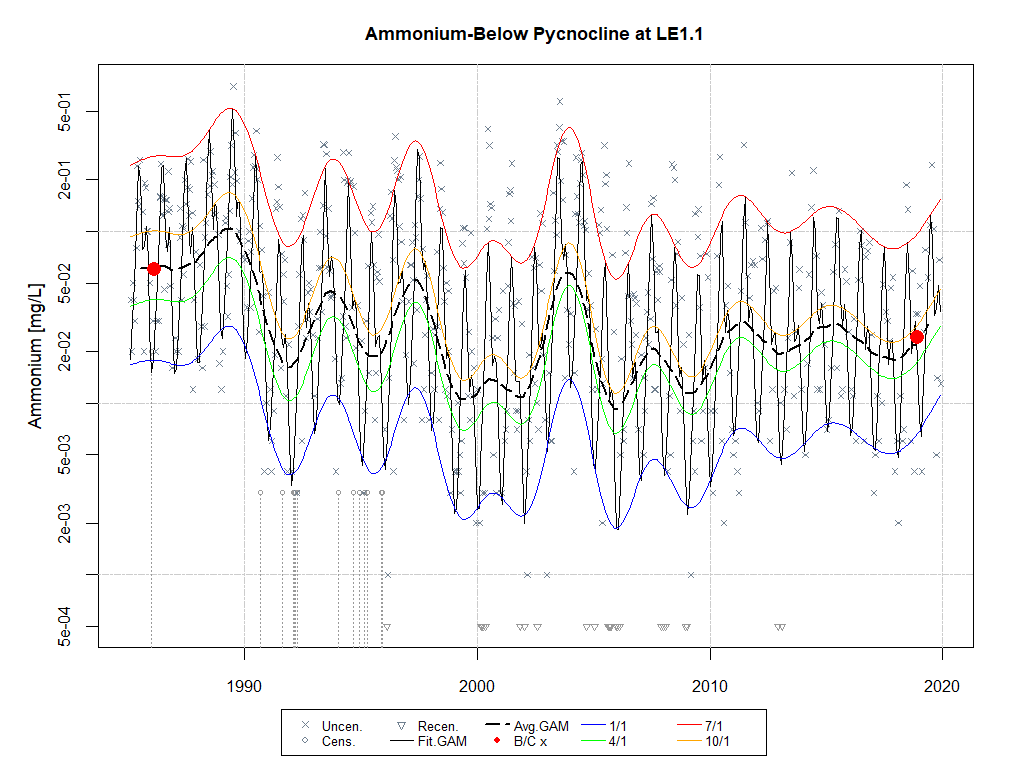 Ammonium-Below Pycnocline at LE1.1
Ammonium [mg/L]
5e-01
2e-01
5e-02
2e-02
5e-03
2e-03
5e-04
1990 2000 2010 2020
Uncen. Recen. Avg.GAM 1/1 7/1
Cens. Fit.GAM B/C x 4/1 10/1